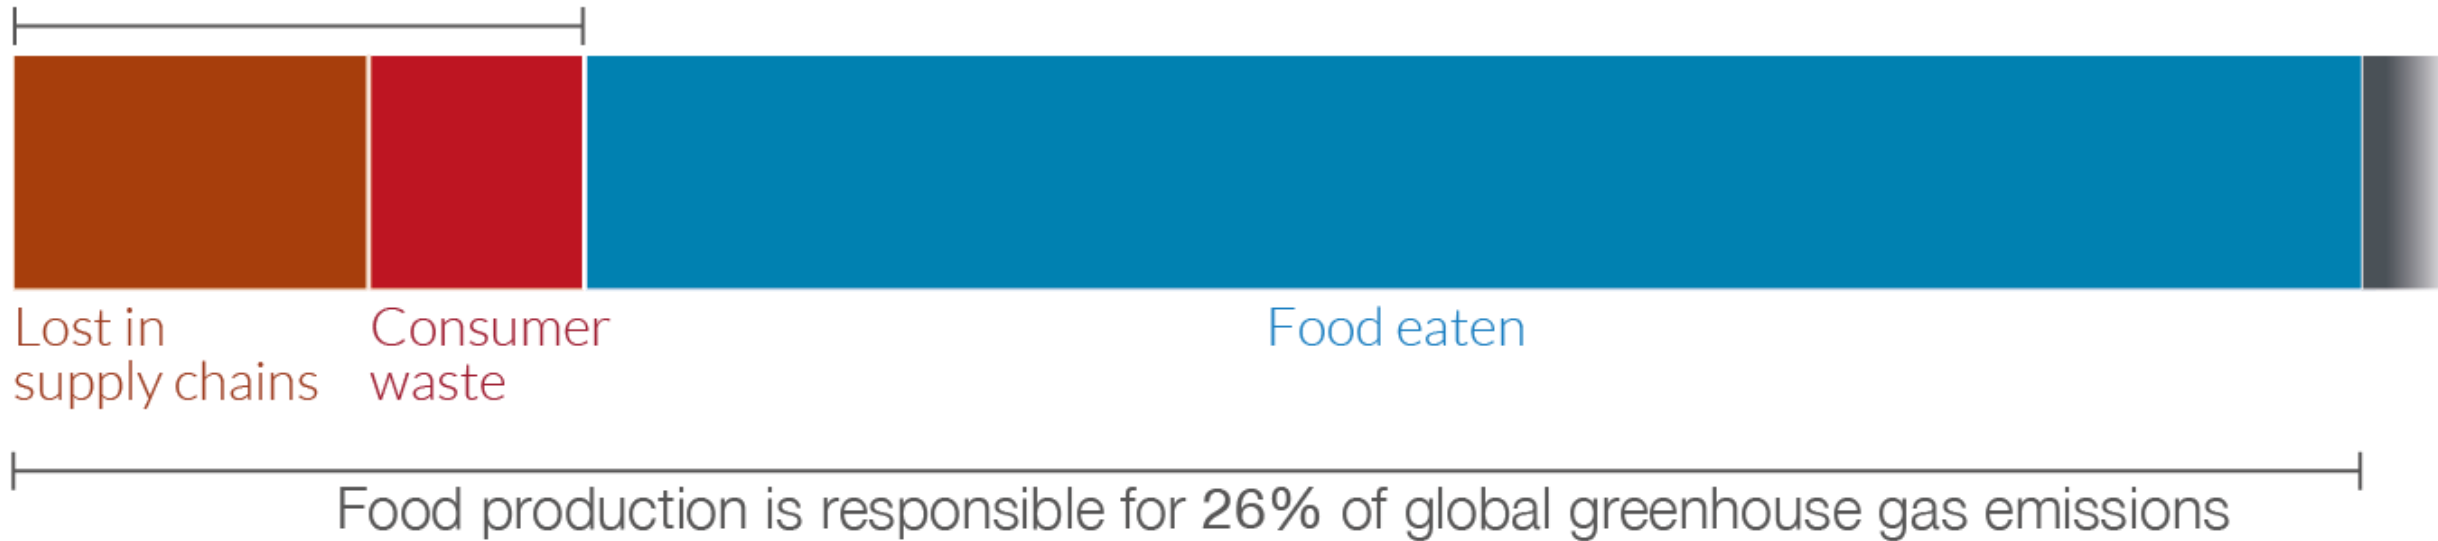 Lost in
supply chains
Consumer
waste
Food eaten
Food production is responsible for 26% of global greenhouse gas emissions